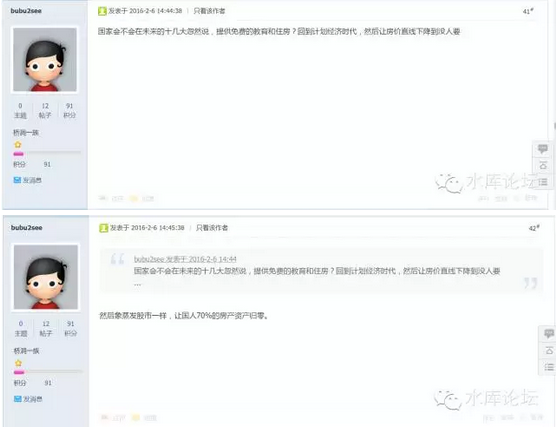 bubu2see
发表于 2016-2-6 14:44:38 | 只看该作者
41#
国家会不会在未来的十几大忽然说，提供免费的教育和住房？回到计划经济时代，然后让房价直线下降到没人要
0 12 91
主题 帖子 积分
桥洞一族
积分 91
发消息
水库论坛
bubu2see
发表于 2016-2-6 14:45:38 | 只看该作者
42#
bubu2see 发表于 2016-2-6 14:44
国家会不会在未来的十几大忽然说，提供免费的教育和住房？回到计划经济时代，然后让房价直线下降到没人要
...
然后象蒸发股市一样，让国人70%的房产资产归零。
0 12 91
主题 帖子 积分
桥洞一族
积分 91
发消息
水库论坛